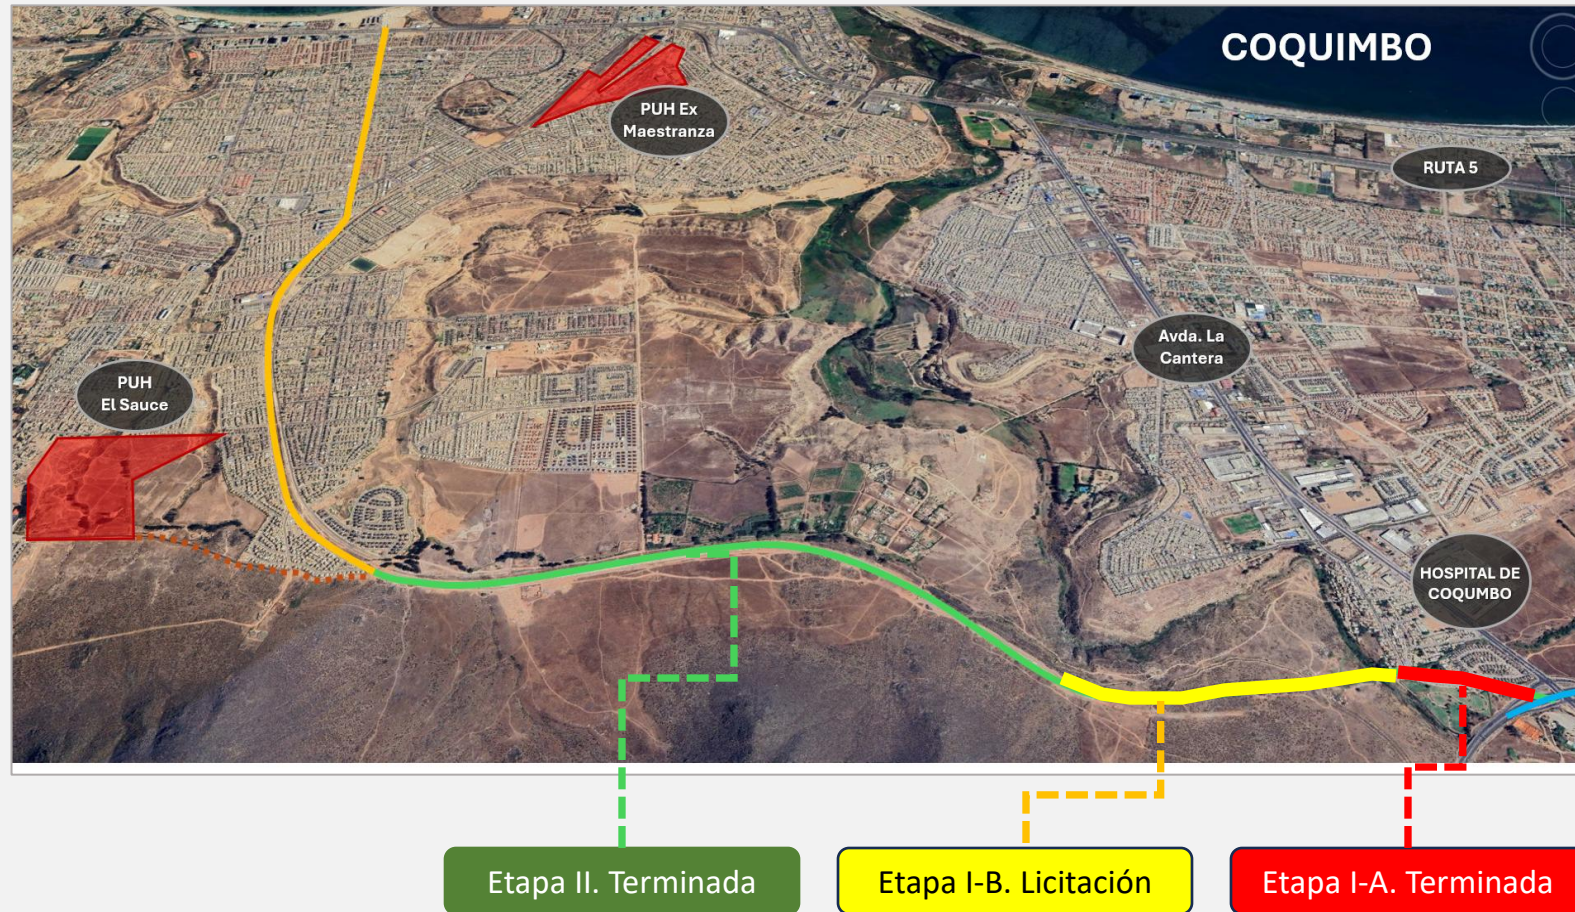 COQUIMBO
PUH Ex
Maestranza
RUTA 5
Avda. La
Cantera
PUH
El Sauce
HOSPITAL DE
COQUMBO
Etapa II. Terminada
Etapa I-B. Licitación
Etapa I-A. Terminada